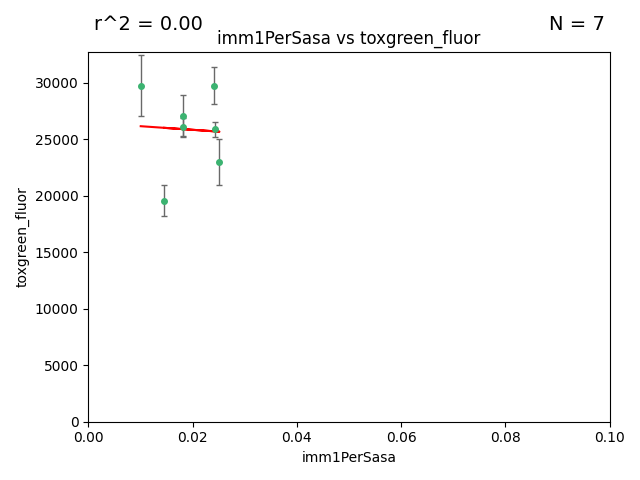 r^2 = 0.00
N = 7
imm1PerSasa vs toxgreen_fluor
30000
25000
20000
15000
10000
5000
0
toxgreen_fluor
0.00 0.02 0.04 0.06 0.08 0.10
imm1PerSasa